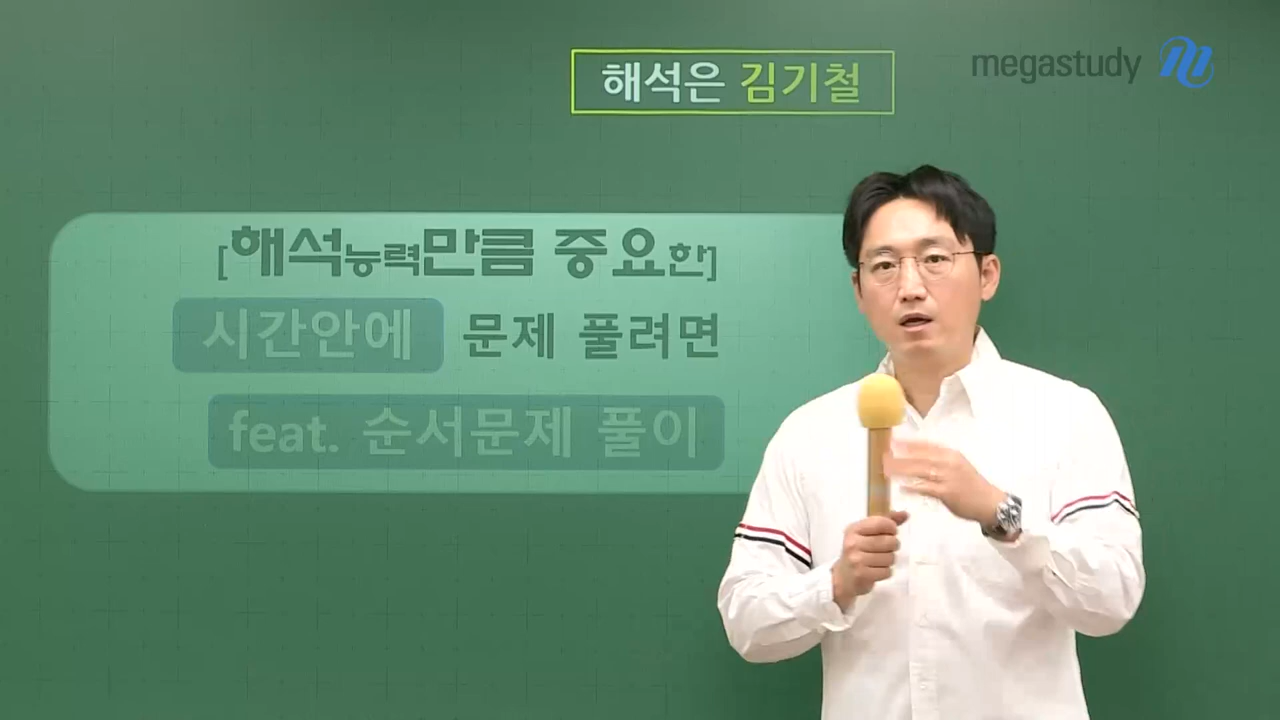 해석은 김기철
megastudy
[해석능력만큼 중요한]
시간안에 문제 풀려면
feat. 순서문제 풀이